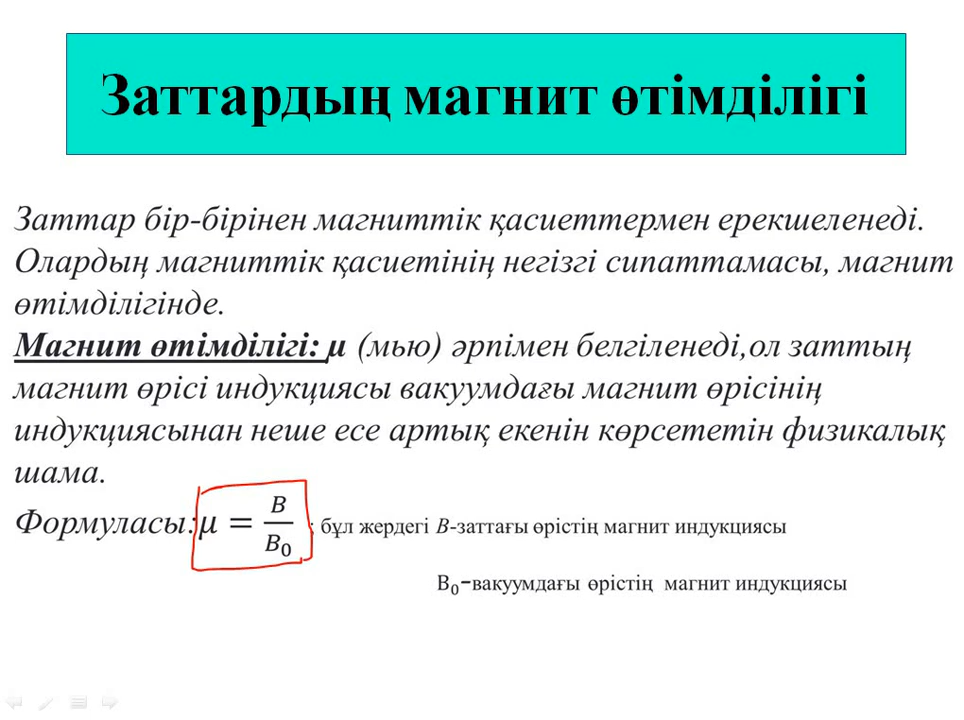 Заттардың магнит өтімділігі
Заттар бір-бірінен магниттік қасиеттермен ерекшеленеді.
Олардың магниттік қасиетінің негізгі сипаттамасы, магнит
өтімділігінде.
Магнит өтімділігі: μ (мью) әрпімен белгіленеді,ол заттың
магнит өрісі индукциясы вакуумдағы магнит өрісінің
индукциясынан неше есе артық екенін көрсететін физикалық
шама.
Формуласы:μ = B/B₀ ; бұл жердегі B-заттағы өрістің магнит индукциясы
B₀-вакуумдағы өрістің магнит индукциясы